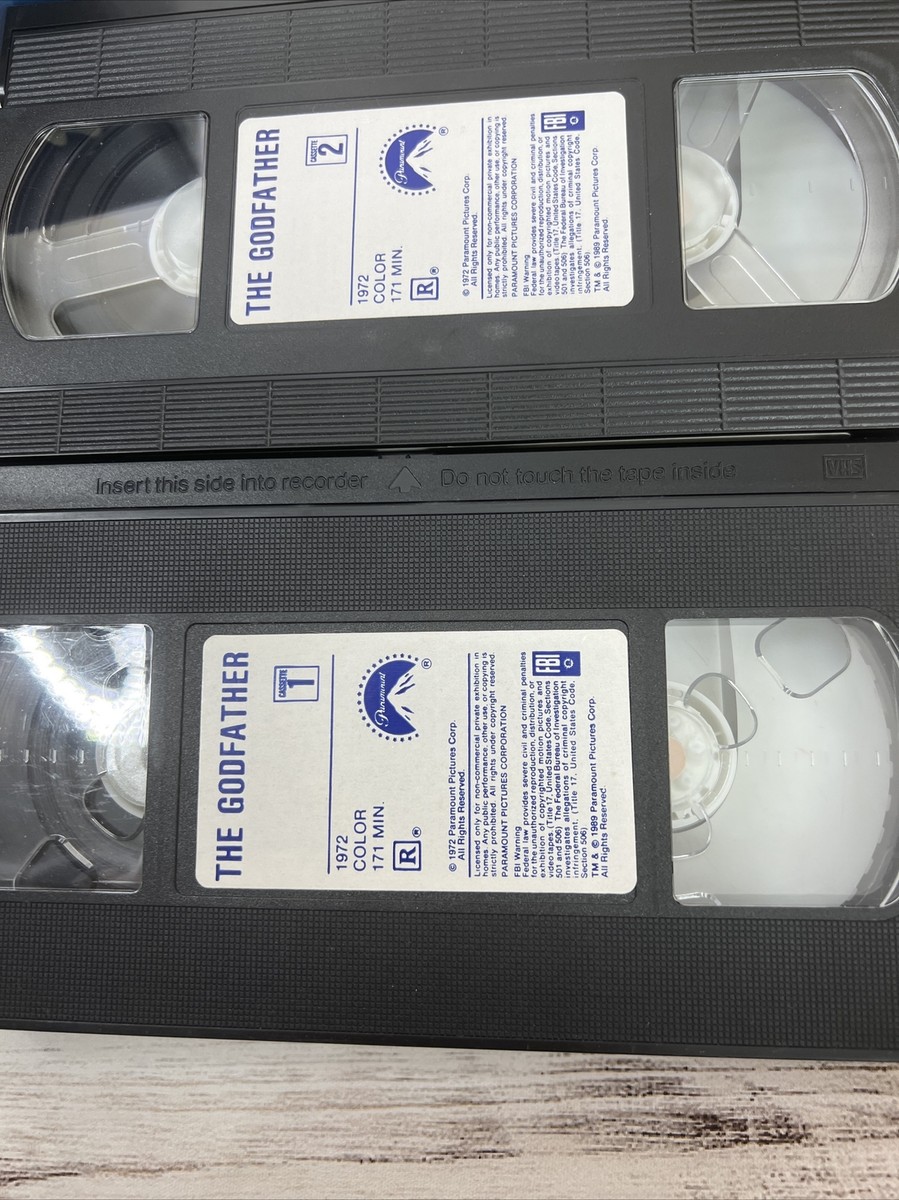 THE GODFATHER
CASSETTE
2
1972
COLOR
171 MIN.
R®
Paramount
®
© 1972 Paramount Pictures Corp.
All Rights Reserved.
Licensed only for non-commercial private exhibition in
homes. Any public performance, other use, or copying is
strictly prohibited. All rights under copyright reserved.
PARAMOUNT PICTURES CORPORATION
FBI Warning
Federal law provides severe civil and criminal penalties
for the unauthorized reproduction, distribution, or
exhibition of copyrighted motion pictures and
videotapes. (Title 17, United States Code, Sections
501 and 506) The Federal Bureau of Investigation
investigates allegations of criminal copyright
infringement. (Title 17, United States Code,
Section 506)
FBI
TM & © 1989 Paramount Pictures Corp.
All Rights Reserved.
Insert this side into recorder Do not touch the tape inside
VHS
THE GODFATHER
CASSETTE
1
1972
COLOR
171 MIN.
R®
Paramount
®
© 1972 Paramount Pictures Corp.
All Rights Reserved.
Licensed only for non-commercial private exhibition in
homes. Any public performance, other use, or copying is
strictly prohibited. All rights under copyright reserved.
PARAMOUNT PICTURES CORPORATION
FBI Warning
Federal law provides severe civil and criminal penalties
for the unauthorized reproduction, distribution, or
exhibition of copyrighted motion pictures and
videotapes. (Title 17, United States Code, Sections
501 and 506) The Federal Bureau of Investigation
investigates allegations of criminal copyright
infringement. (Title 17, United States Code,
Section 506)
FBI
TM & © 1989 Paramount Pictures Corp.
All Rights Reserved.